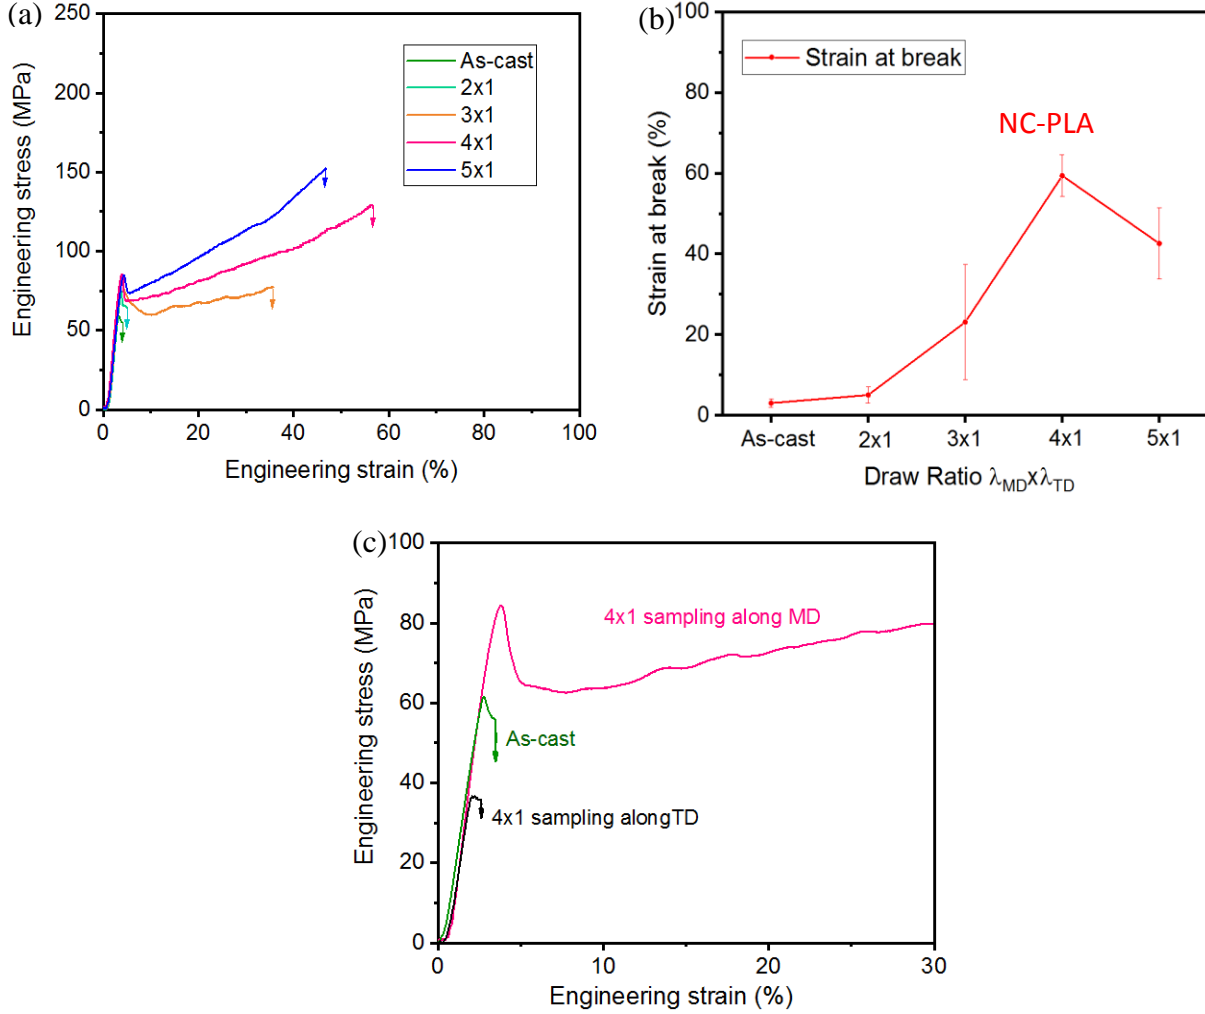 (a)
Engineering stress (MPa)
250
200
150
100
50
0
As-cast
2x1
3x1
4x1
5x1
0 20 40 60 80 100
Engineering strain (%)
(b)
Strain at break (%)
100
80
60
40
20
0
Strain at break
NC-PLA
As-cast 2x1 3x1 4x1 5x1
Draw Ratio λMDxλTD
(c)
Engineering stress (MPa)
100
80
60
40
20
0
4x1 sampling along MD
As-cast
4x1 sampling alongTD
0 10 20 30
Engineering strain (%)